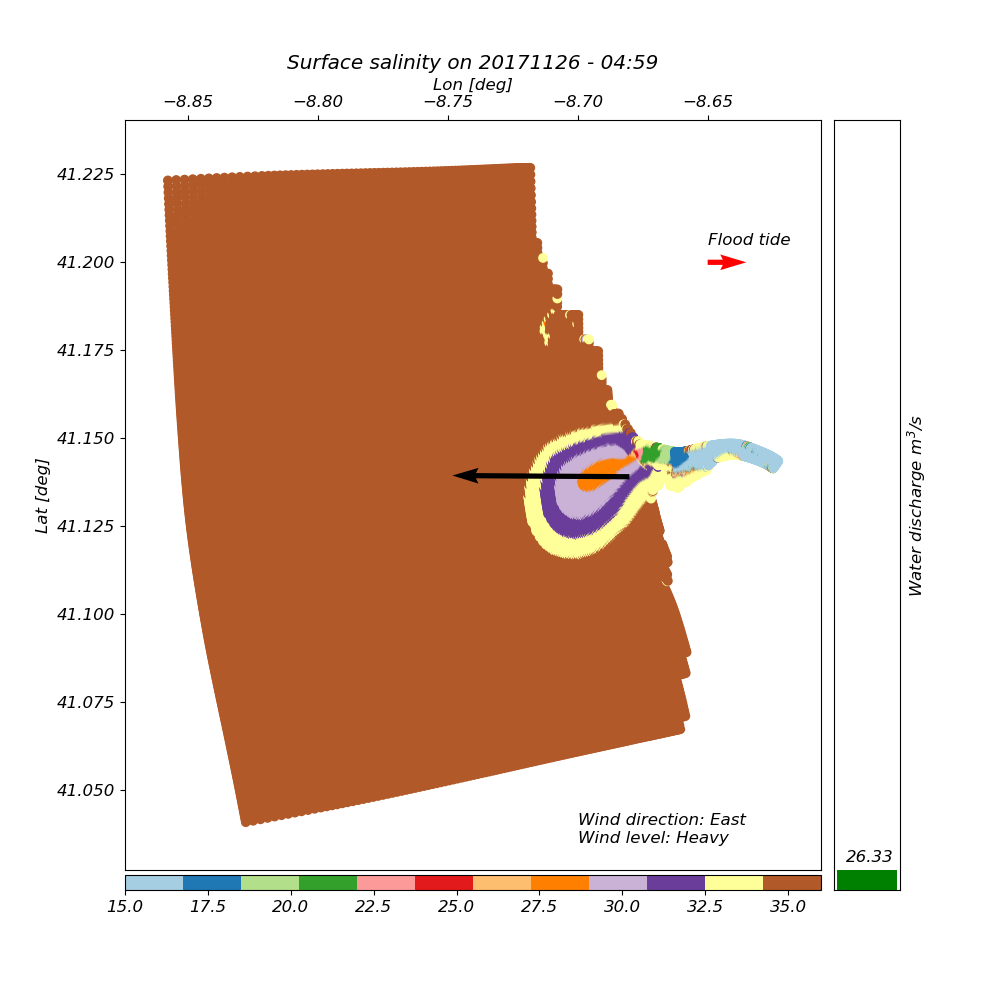 Surface salinity on 20171126 - 04:59
Lon [deg]
−8.85 −8.80 −8.75 −8.70 −8.65
41.225
41.200
41.175
41.150
41.125
41.100
41.075
41.050
Lat [deg]
Flood tide
Wind direction: East
Wind level: Heavy
15.0 17.5 20.0 22.5 25.0 27.5 30.0 32.5 35.0
26.33
Water discharge m³/s